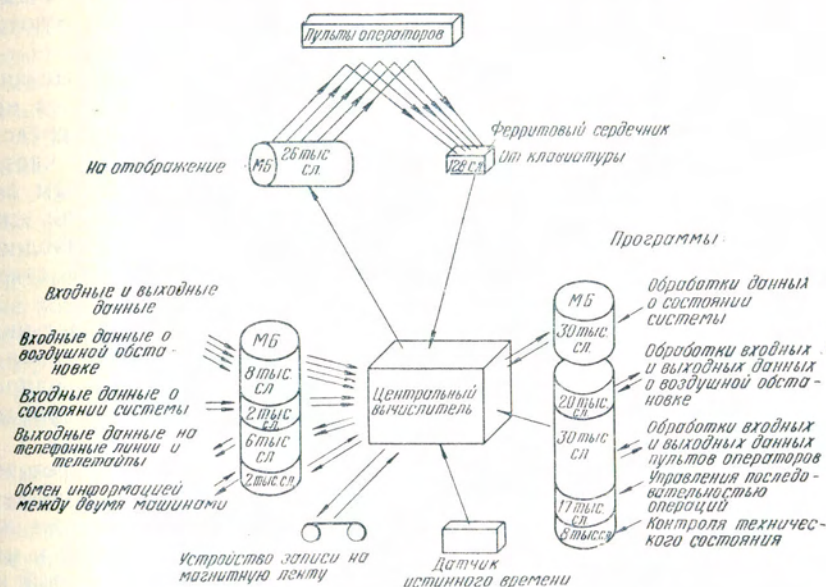 Пульты операторов
Ферритовый сердечник
От клавиатуры
128 сл.
На отображение
МБ
26 тыс
сл.
Программы:
Входные и выходные
данные
Входные данные о
воздушной обста-
новке
Входные данные о
состоянии системы
Выходные данные на
телефонные линии и
телетайпы
Обмен информацией
между двумя машинами
МБ
8 тыс.
сл
2 тыс
сл
6 тыс
сл
2 тыс. сл.
Центральный
вычислитель
МБ
30 тыс.
сл.
20 тыс.
сл.
30 тыс
сл.
17 тыс.
сл.
8 тыс сл
Обработки данных
о состоянии
системы
Обработки входных
и выходных данных
о воздушной обста-
новке
Обработки входных
и выходных данных
пультов операторов
Управления последо-
вательностью
операций
Контроля техничес-
кого состояния
Устройство записи на
магнитную ленту
Датчик
истинного времени